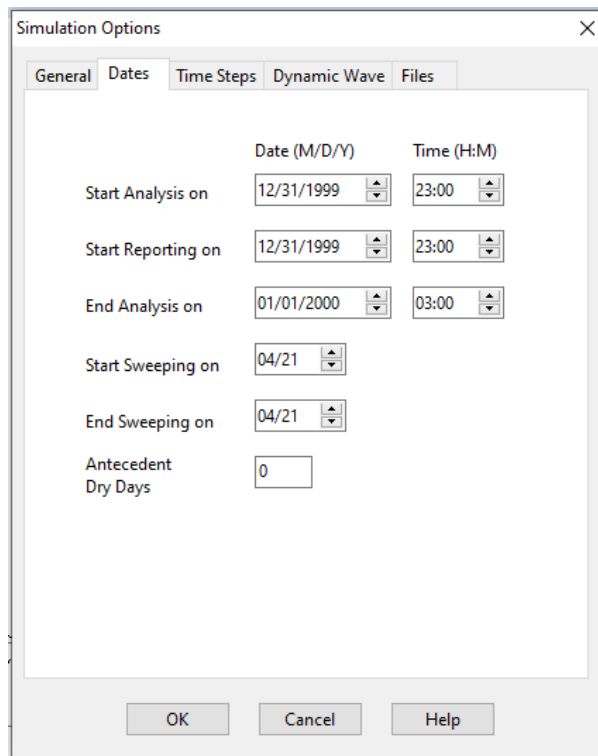 Simulation Options
General Dates Time Steps Dynamic Wave Files
Date (M/D/Y) Time (H:M)
Start Analysis on 12/31/1999 23:00
Start Reporting on 12/31/1999 23:00
End Analysis on 01/01/2000 03:00
Start Sweeping on 04/21
End Sweeping on 04/21
Antecedent
Dry Days 0
OK Cancel Help